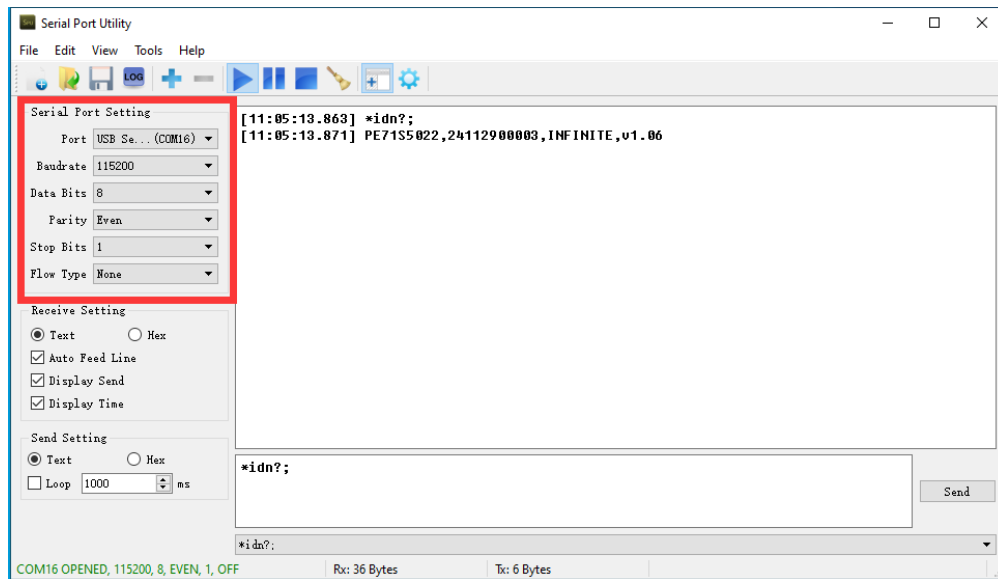 Serial Port Utility
File Edit View Tools Help
LOG
Serial Port Setting
Port USB Se...(COM16)
Baudrate 115200
Data Bits 8
Parity Even
Stop Bits 1
Flow Type None
Receive Setting
Text Hex
Auto Feed Line
Display Send
Display Time
Send Setting
Text Hex
Loop 1000 ms
[11:05:13.863] *idn?;
[11:05:13.871] PE71S5022,24112900003,INFINITE,v1.06
*idn?;
Send
*idn?;
COM16 OPENED, 115200, 8, EVEN, 1, OFF
Rx: 36 Bytes
Tx: 6 Bytes